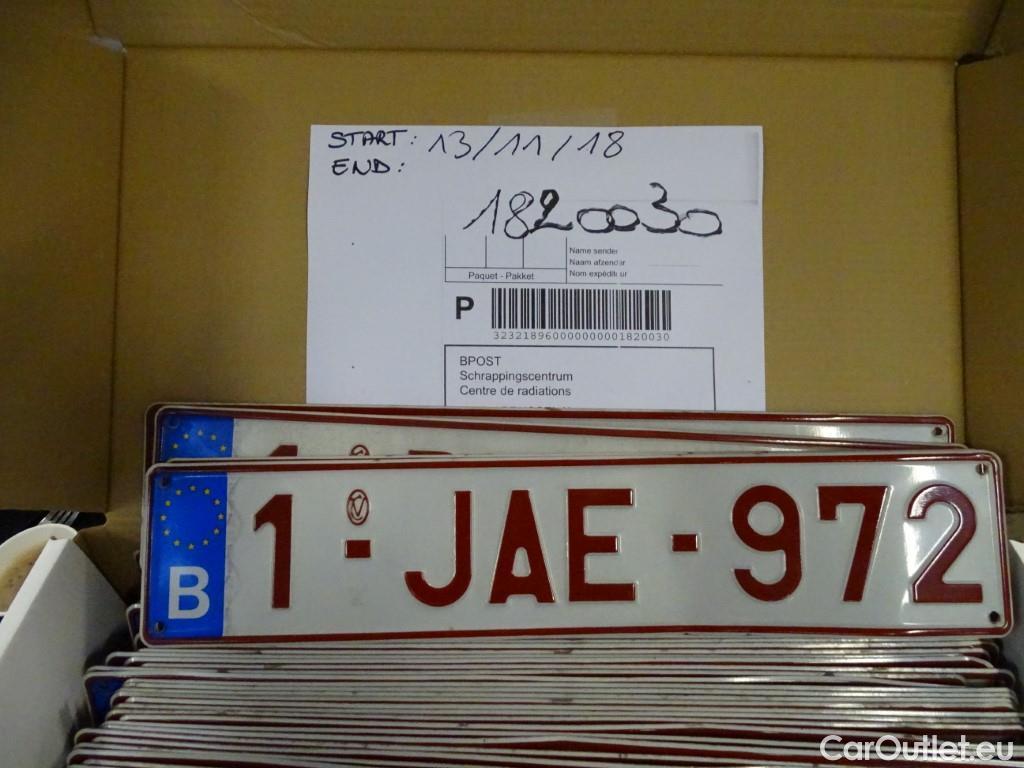 START: 13/11/18
END:
1820030
Name sender
Naam afzender
Nom expéditeur
Paquet - Pakket
P
323218960000000001820030
BPOST
Schrappingscentrum
Centre de radiations
1-JAE-972
B
CarOutlet.eu